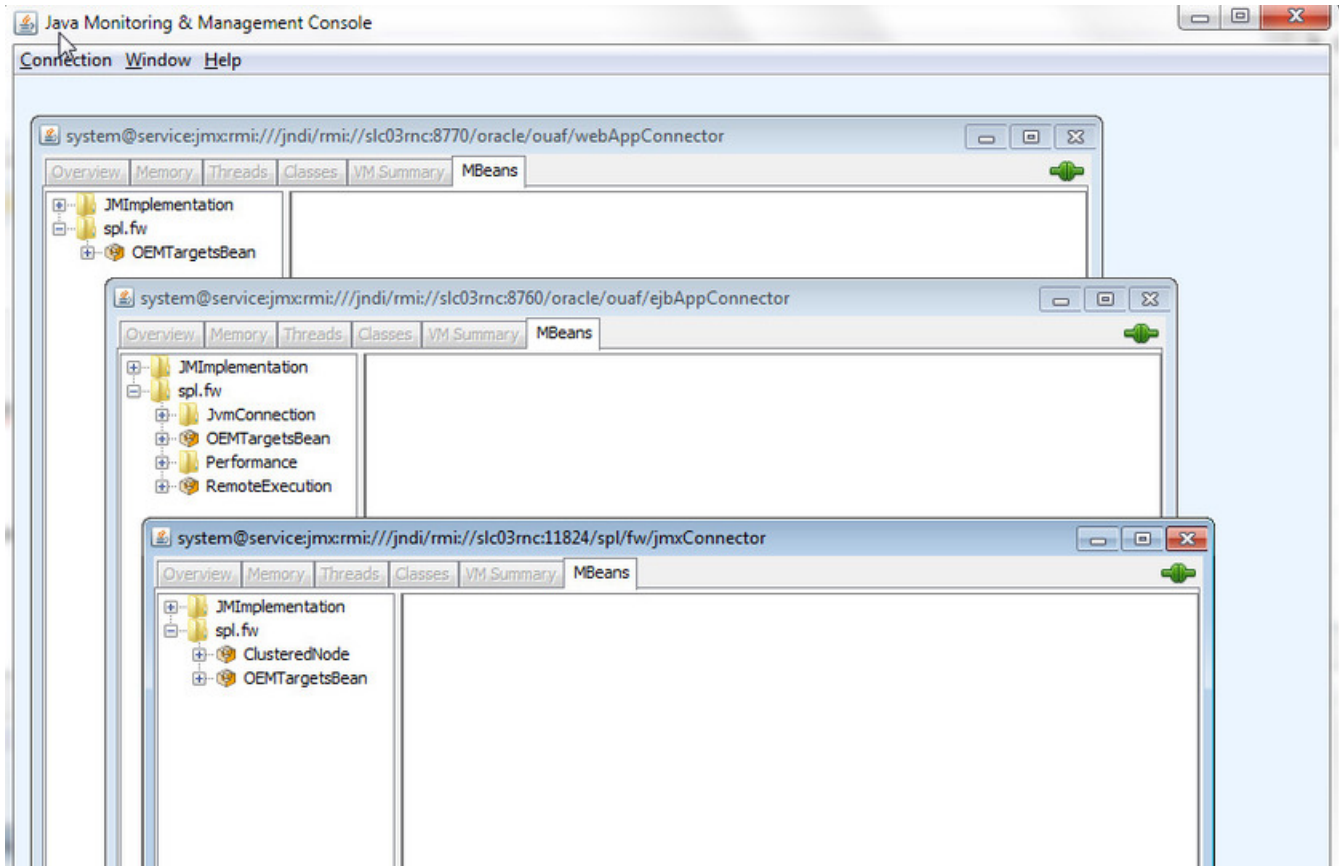 Java Monitoring & Management Console
Connection Window Help
system@service:jmx:rmi:///jndi/rmi://slc03rnc:8770/oracle/ouaf/webAppConnector
Overview Memory Threads Classes VM Summary MBeans
JMImplementation
spl.fw
OEMTargetsBean
system@service:jmx:rmi:///jndi/rmi://slc03rnc:8760/oracle/ouaf/ejbAppConnector
Overview Memory Threads Classes VM Summary MBeans
JMImplementation
spl.fw
JvmConnection
OEMTargetsBean
Performance
RemoteExecution
system@service:jmx:rmi:///jndi/rmi://slc03rnc:11824/spl/fw/jmxConnector
Overview Memory Threads Classes VM Summary MBeans
JMImplementation
spl.fw
ClusteredNode
OEMTargetsBean